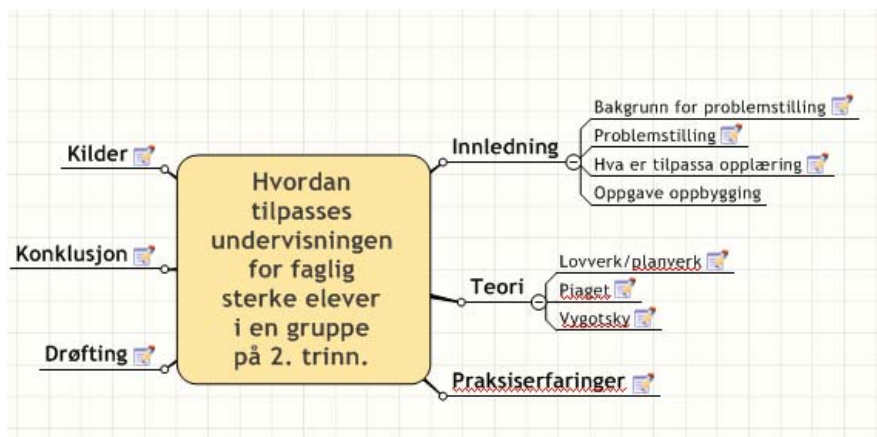 Hvordan
tilpasses
undervisningen
for faglig
sterke elever
i en gruppe
på 2. trinn.
Innledning
Bakgrunn for problemstilling
Problemstilling
Hva er tilpassa opplæring
Oppgave oppbygging
Teori
Lovverk/planverk
Piaget
Vygotsky
Praksiserfaringer
Drøfting
Konklusjon
Kilder